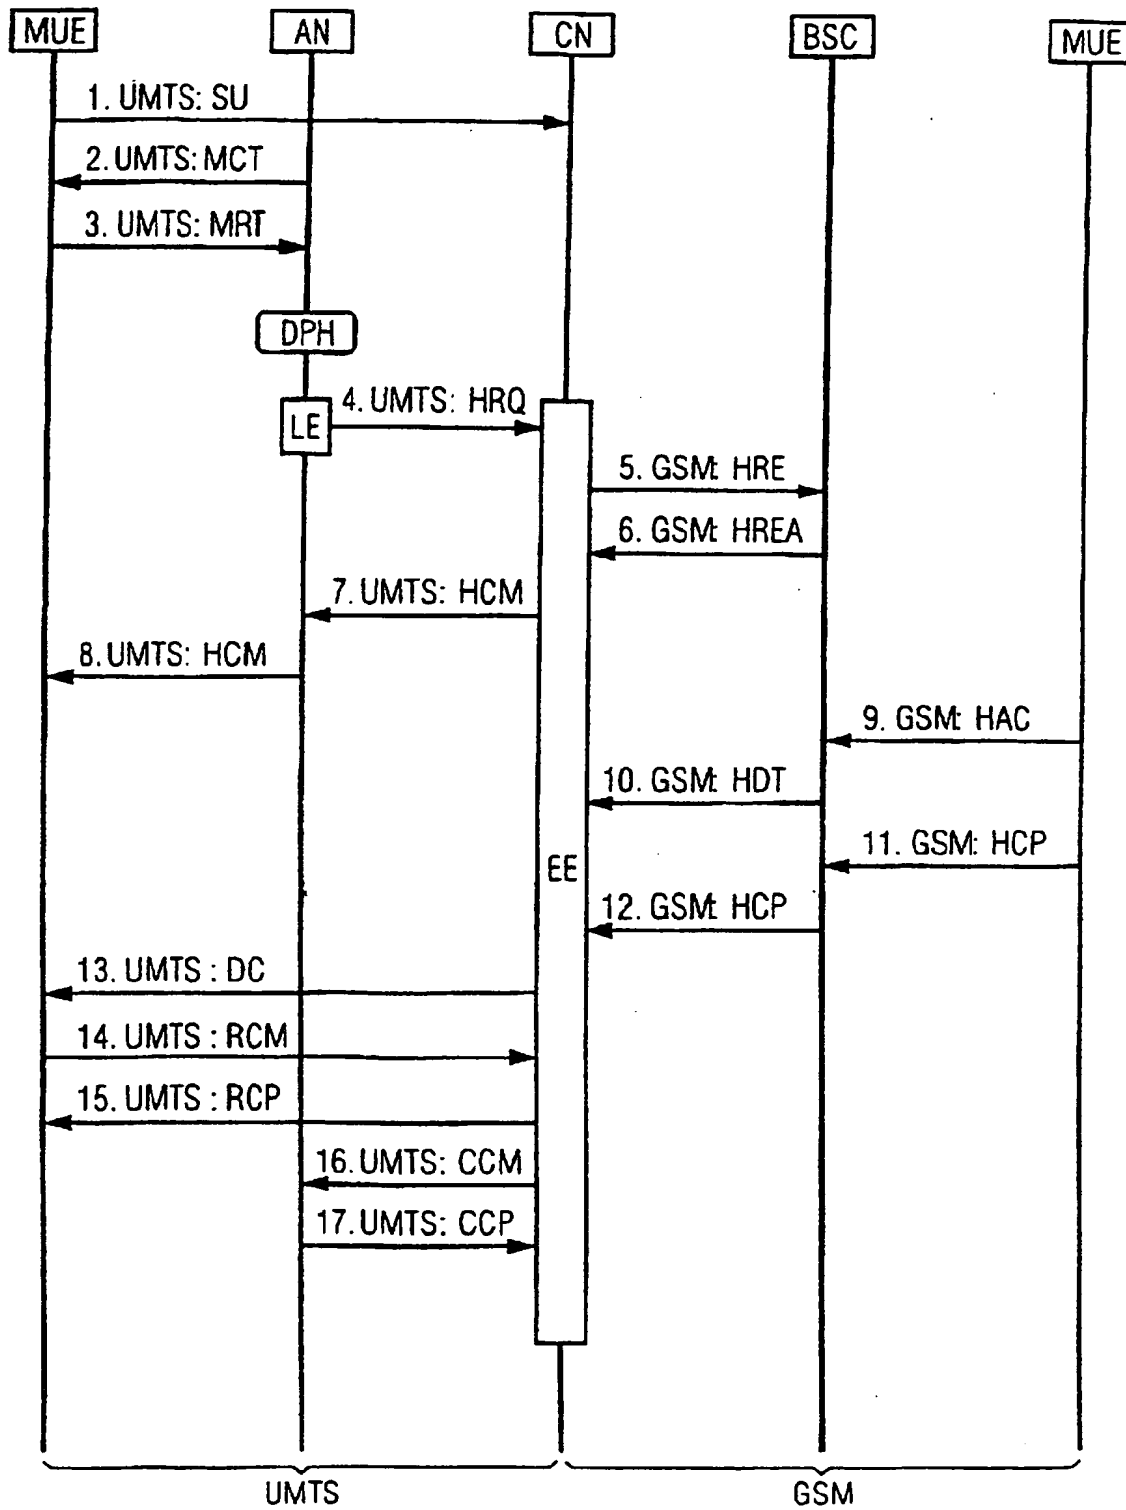 MUE AN CN BSC MUE
1. UMTS: SU
2. UMTS: MCT
3. UMTS: MRT
DPH
LE
4. UMTS: HRQ
5. GSM: HRE
6. GSM: HREA
7. UMTS: HCM
8. UMTS: HCM
9. GSM: HAC
10. GSM: HDT
11. GSM: HCP
EE
12. GSM: HCP
13. UMTS : DC
14. UMTS : RCM
15. UMTS : RCP
16. UMTS: CCM
17. UMTS: CCP
UMTS GSM